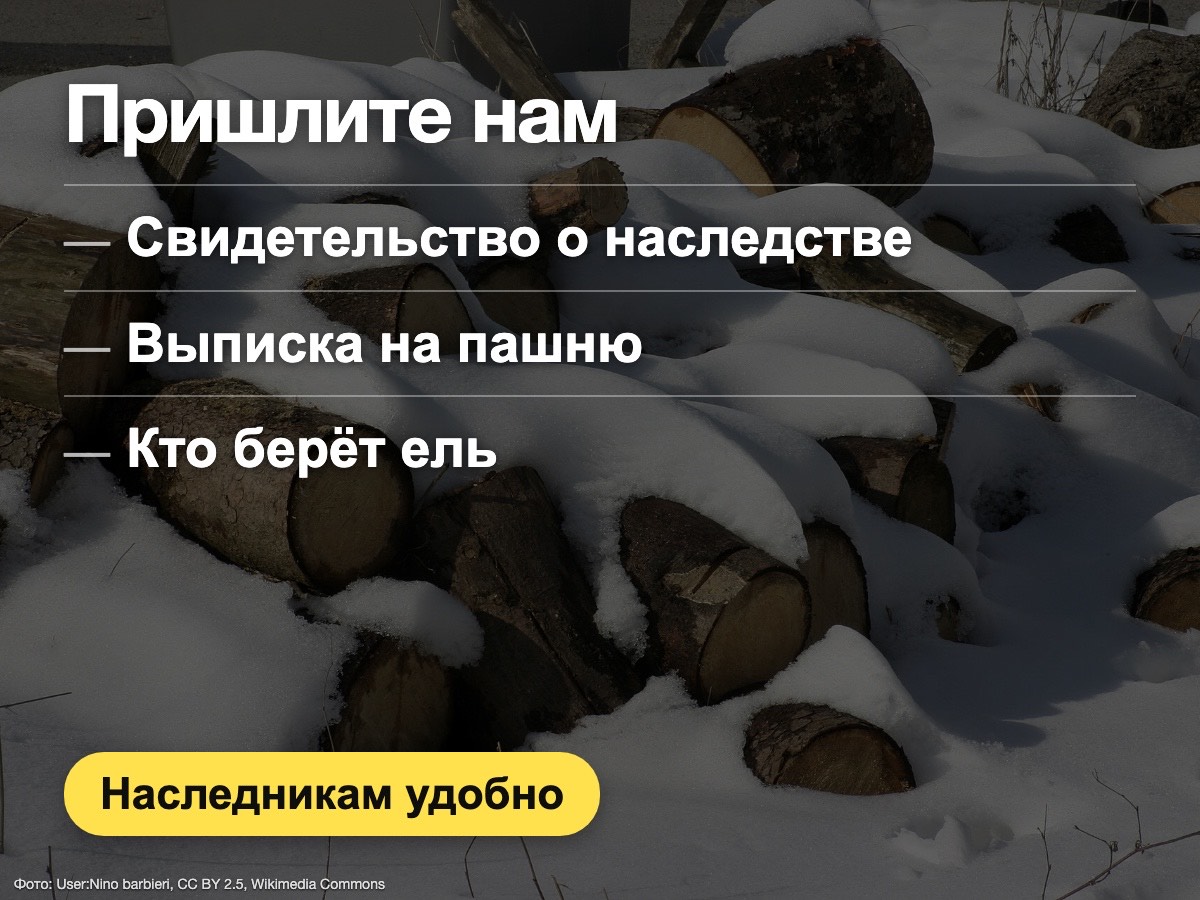 Пришлите нам
— Свидетельство о наследстве
— Выписка на пашню
— Кто берёт ель
Наследникам удобно
Фото: User:Nino barbieri, CC BY 2.5, Wikimedia Commons